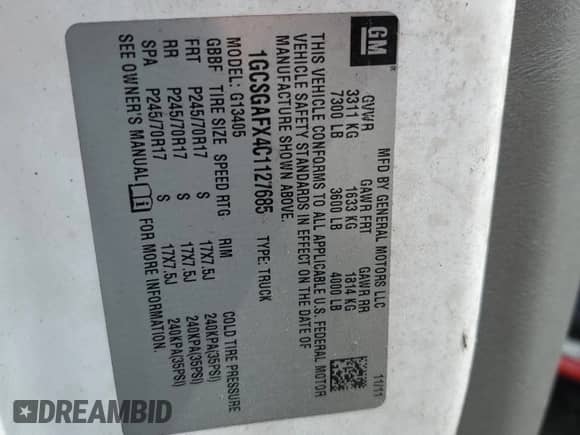 GM
MFD BY GENERAL MOTORS LLC
11/11
GVWR GAWR FRT GAWR RR
3311 KG 1633 KG 1814 KG
7300 LB 3600 LB 4000 LB
THIS VEHICLE CONFORMS TO ALL APPLICABLE U.S. FEDERAL MOTOR
VEHICLE SAFETY STANDARDS IN EFFECT ON THE DATE OF
MANUFACTURE SHOWN ABOVE.
1GCSGAFX4C1127685 TYPE: TRUCK
MODEL: G13405
GBBF TIRE SIZE SPEED RTG RIM COLD TIRE PRESSURE
FRT P245/70R17 S 17X7.5J 240KPA(35PSI)
RR P245/70R17 S 17X7.5J 240KPA(35PSI)
SPA P245/70R17 S 17X7.5J 240KPA(35PSI)
SEE OWNER'S MANUAL FOR MORE INFORMATION.
DREAMBID